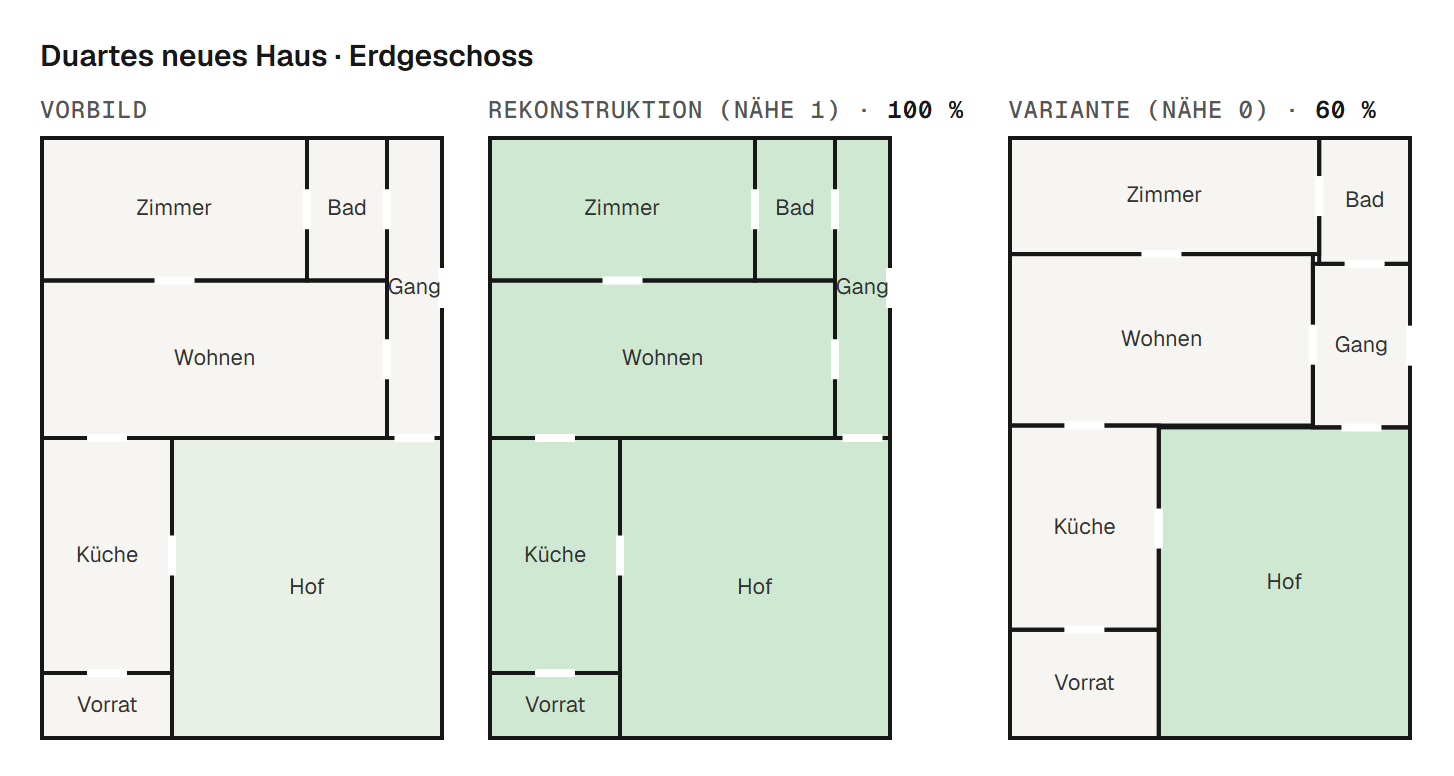 Duartes neues Haus · Erdgeschoss
VORBILD
Zimmer
Bad
Gang
Wohnen
Küche
Hof
Vorrat
REKONSTRUKTION (NÄHE 1) · 100 %
Zimmer
Bad
Gang
Wohnen
Küche
Hof
Vorrat
VARIANTE (NÄHE 0) · 60 %
Zimmer
Bad
Wohnen
Gang
Küche
Hof
Vorrat